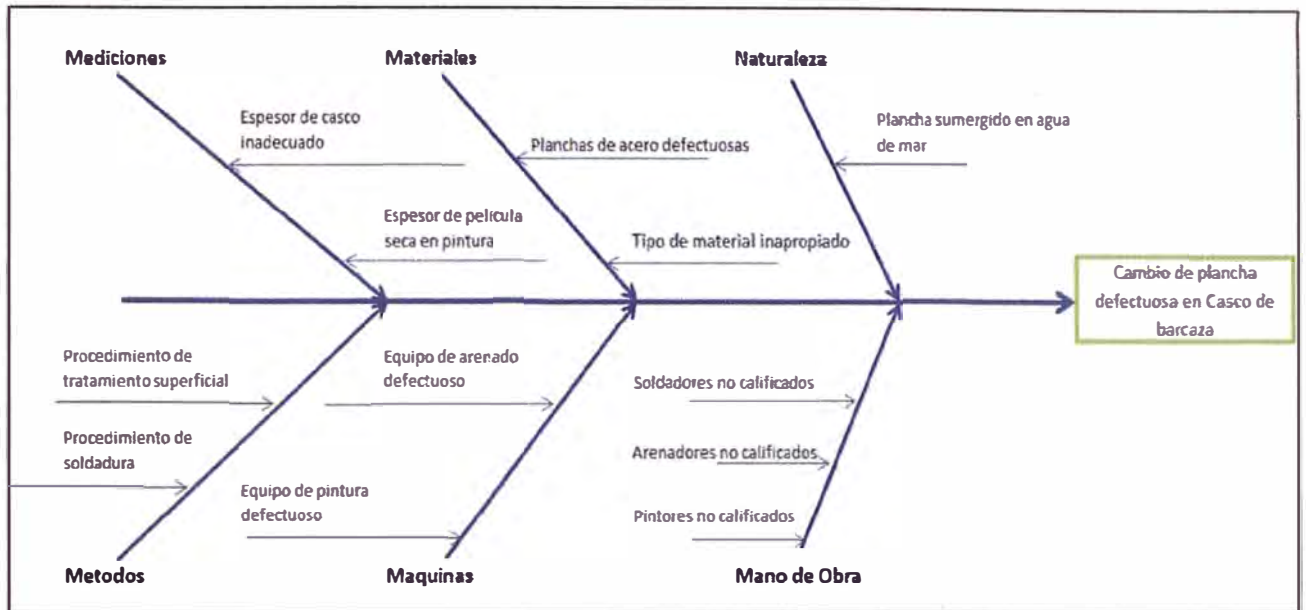 Mediciones
Materiales
Naturaleza
Espesor de casco
inadecuado
Planchas de acero defectuosas
Plancha sumergido en agua
de mar
Espesor de película
seca en pintura
Tipo de material inapropiado
Cambio de plancha
defectuosa en Casco de
barcaza
Procedimiento de
tratamiento superficial
Equipo de arenado
defectuoso
Soldadores no calificados
Procedimiento de
soldadura
Arenadores no calificados
Equipo de pintura
defectuoso
Pintores no calificados
Metodos
Maquinas
Mano de Obra